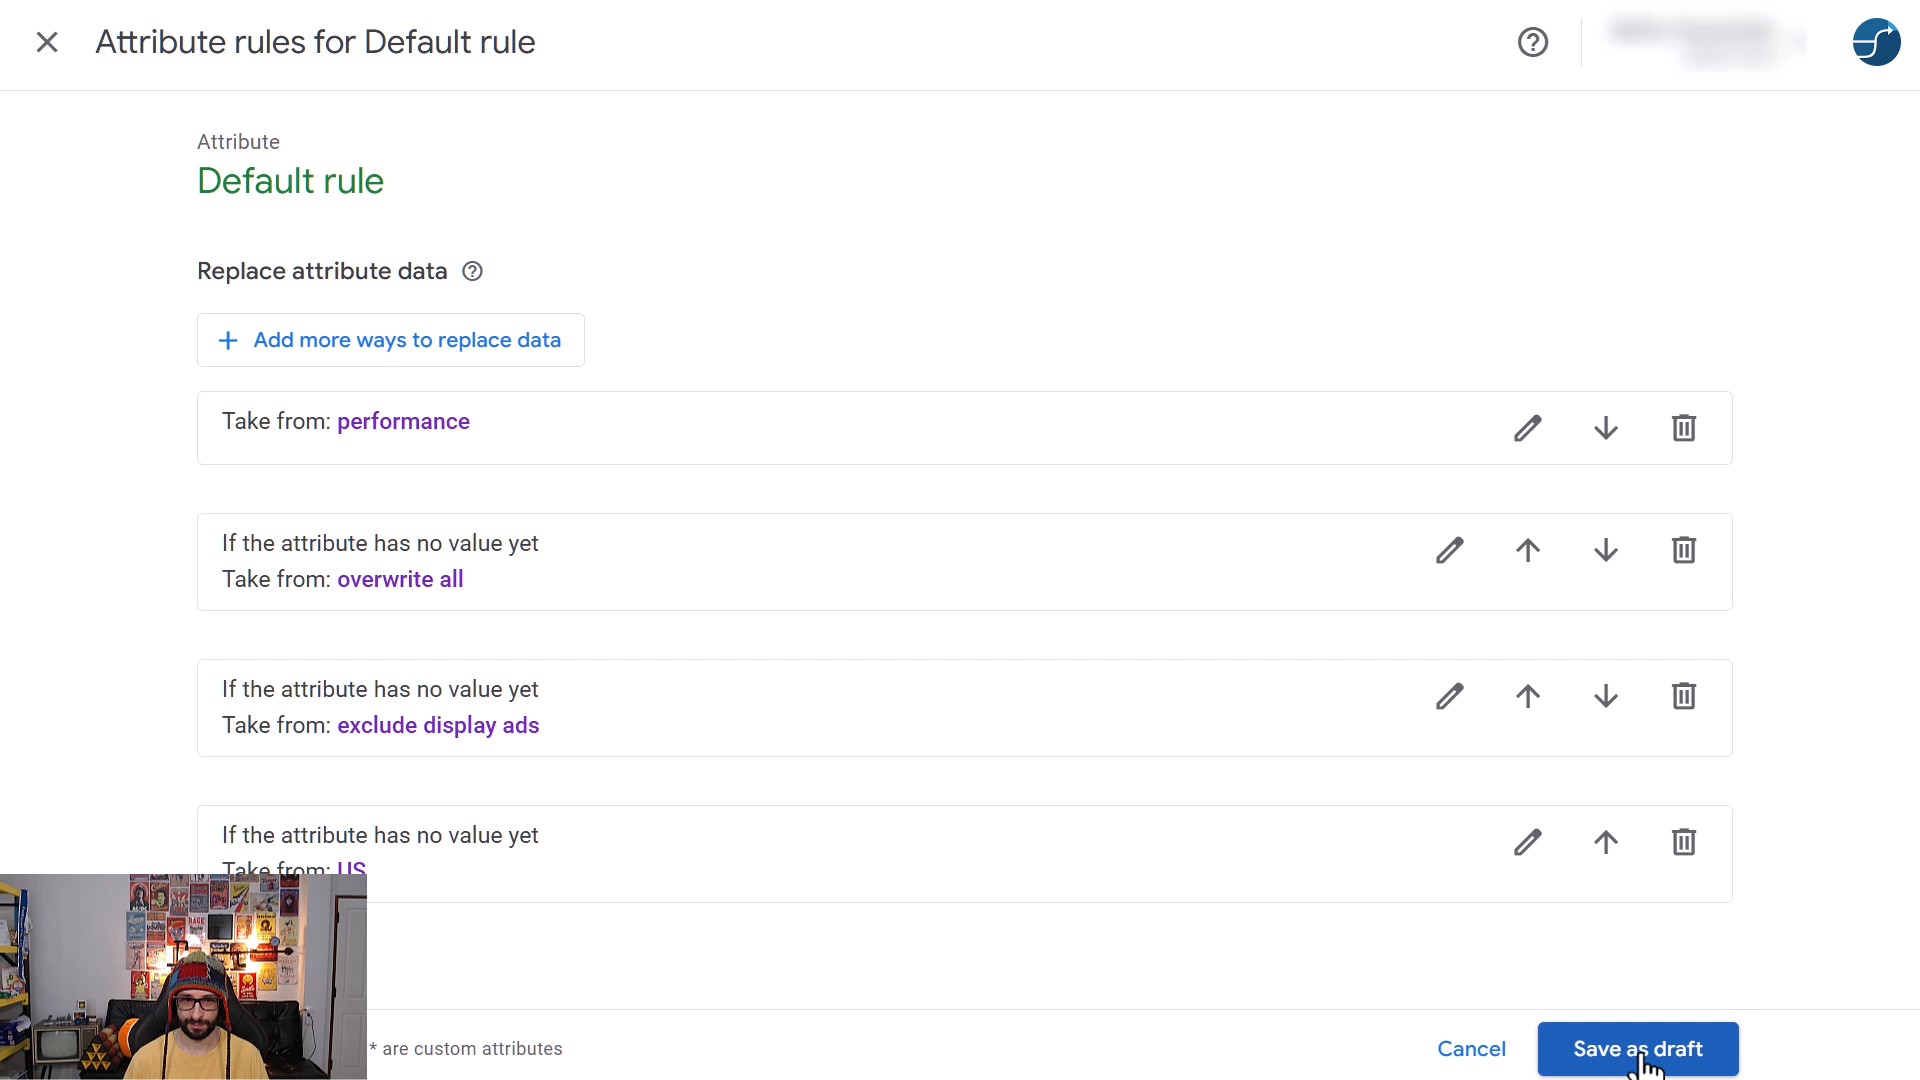 Attribute rules for Default rule
Attribute
Default rule
Replace attribute data
Add more ways to replace data
Take from: performance
If the attribute has no value yet
Take from: overwrite all
If the attribute has no value yet
Take from: exclude display ads
If the attribute has no value yet
Take from: US
* are custom attributes
Cancel
Save as draft